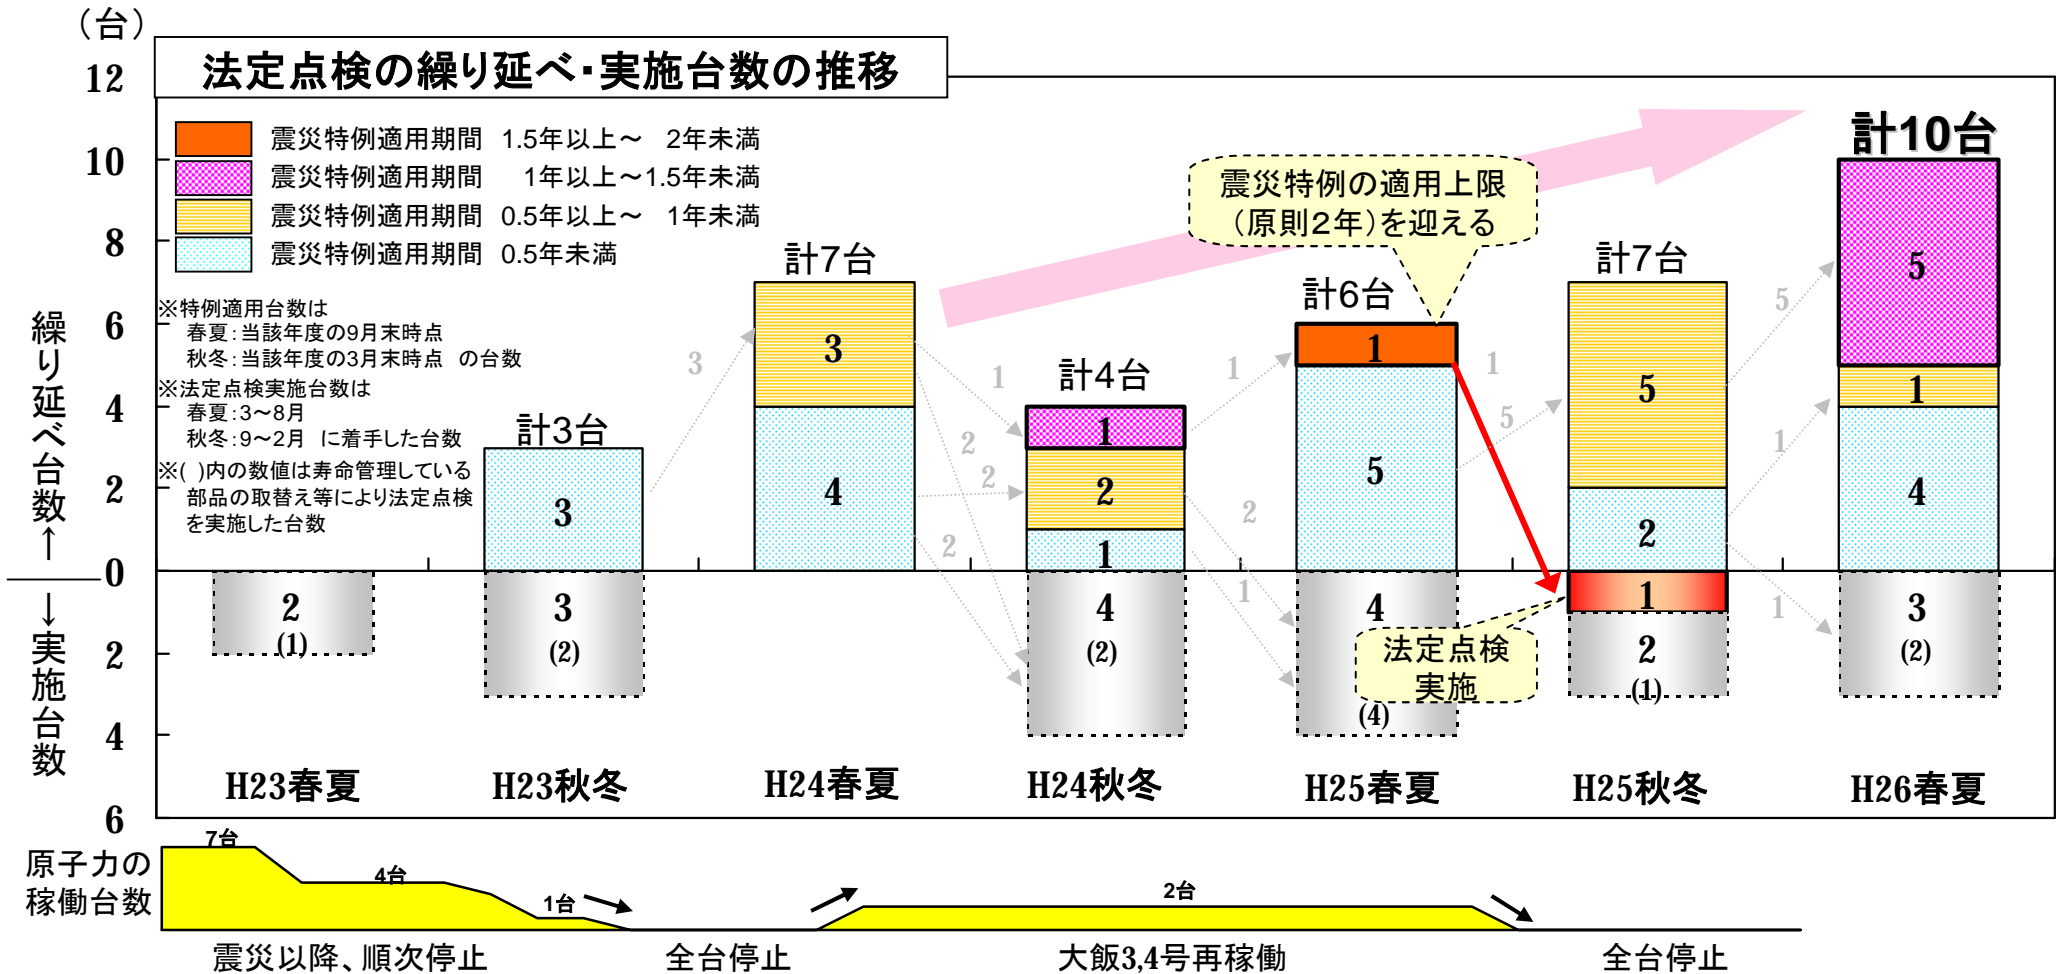 （台）
法定点検の繰り延べ・実施台数の推移
12
10
8
6
4
2
0
2
4
6
繰り延べ台数↑
↓実施台数
震災特例適用期間　1.5年以上～　2年未満
震災特例適用期間　1年以上～1.5年未満
震災特例適用期間　0.5年以上～　1年未満
震災特例適用期間　0.5年未満
※特例適用台数は
春夏：当該年度の9月末時点
秋冬：当該年度の3月末時点　の台数
※法定点検実施台数は
春夏：3～8月
秋冬：9～2月　に着手した台数
※(　)内の数値は寿命管理している
部品の取替え等により法定点検
を実施した台数
2
(1)
H23春夏
計3台
3
3
(2)
H23秋冬
3
計7台
3
4
H24春夏
1
2
2
2
計4台
1
2
1
4
(2)
H24秋冬
1
2
1
震災特例の適用上限
（原則２年）を迎える
計6台
1
5
4
(4)
H25春夏
1
5
法定点検
実施
計7台
5
2
1
2
(1)
H25秋冬
5
1
1
計10台
5
1
4
3
(2)
H26春夏
原子力の
稼働台数
7台
4台
1台
2台
震災以降、順次停止
全台停止
大飯3,4号再稼働
全台停止